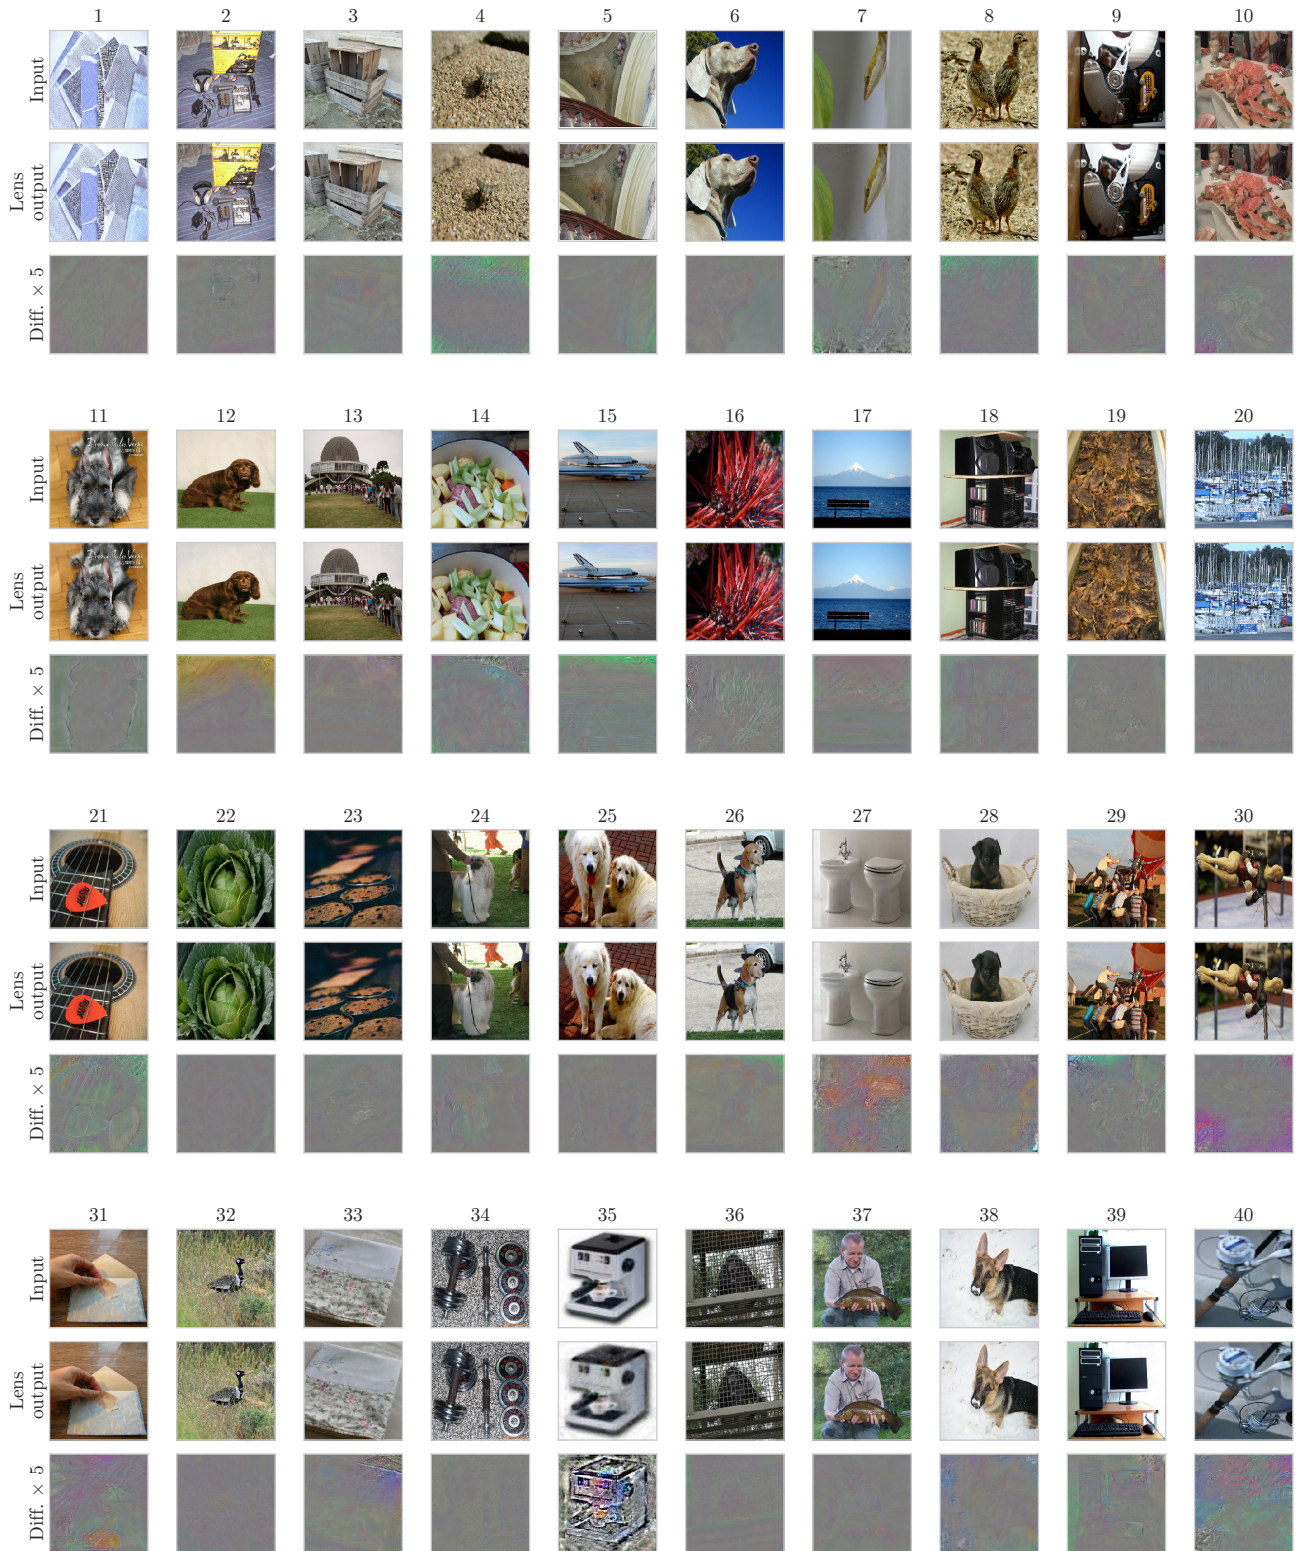 1 2 3 4 5 6 7 8 9 10
Input
Lens
output
Diff. × 5
11 12 13 14 15 16 17 18 19 20
Input
Lens
output
Diff. × 5
21 22 23 24 25 26 27 28 29 30
Input
Lens
output
Diff. × 5
31 32 33 34 35 36 37 38 39 40
Input
Lens
output
Diff. × 5